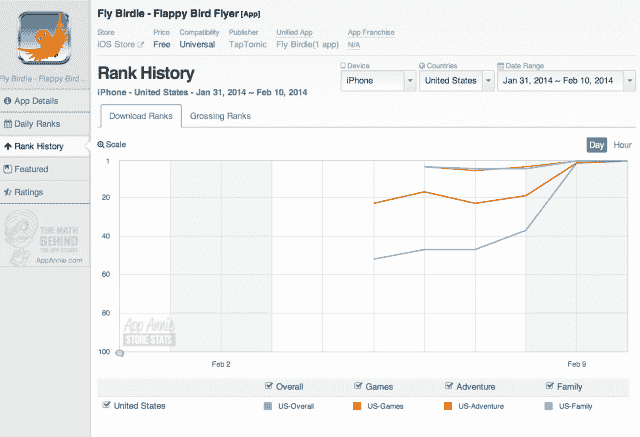 Fly Birdie - Flappy Bird Flyer [App]
Store Price Compatibility Publisher Unified App App Franchise
iOS Store Free Universal TapTomic Fly Birdie(1 app) N/A
Fly Birdie - Flappy Bird ...
Rank History
iPhone - United States - Jan 31, 2014 ~ Feb 10, 2014
Device Countries Date Range
iPhone United States Jan 31, 2014 ~ Feb 10, 2014
App Details
Daily Ranks
Rank History
Featured
Ratings
THE MATH
BEHIND
THE APP STORES
AppAnnie.com
Download Ranks Grossing Ranks
Scale Day Hour
1
20
40
60
80
100
App Annie
STORE STATS
Feb 2 Feb 9
Overall Games Adventure Family
United States US-Overall US-Games US-Adventure US-Family